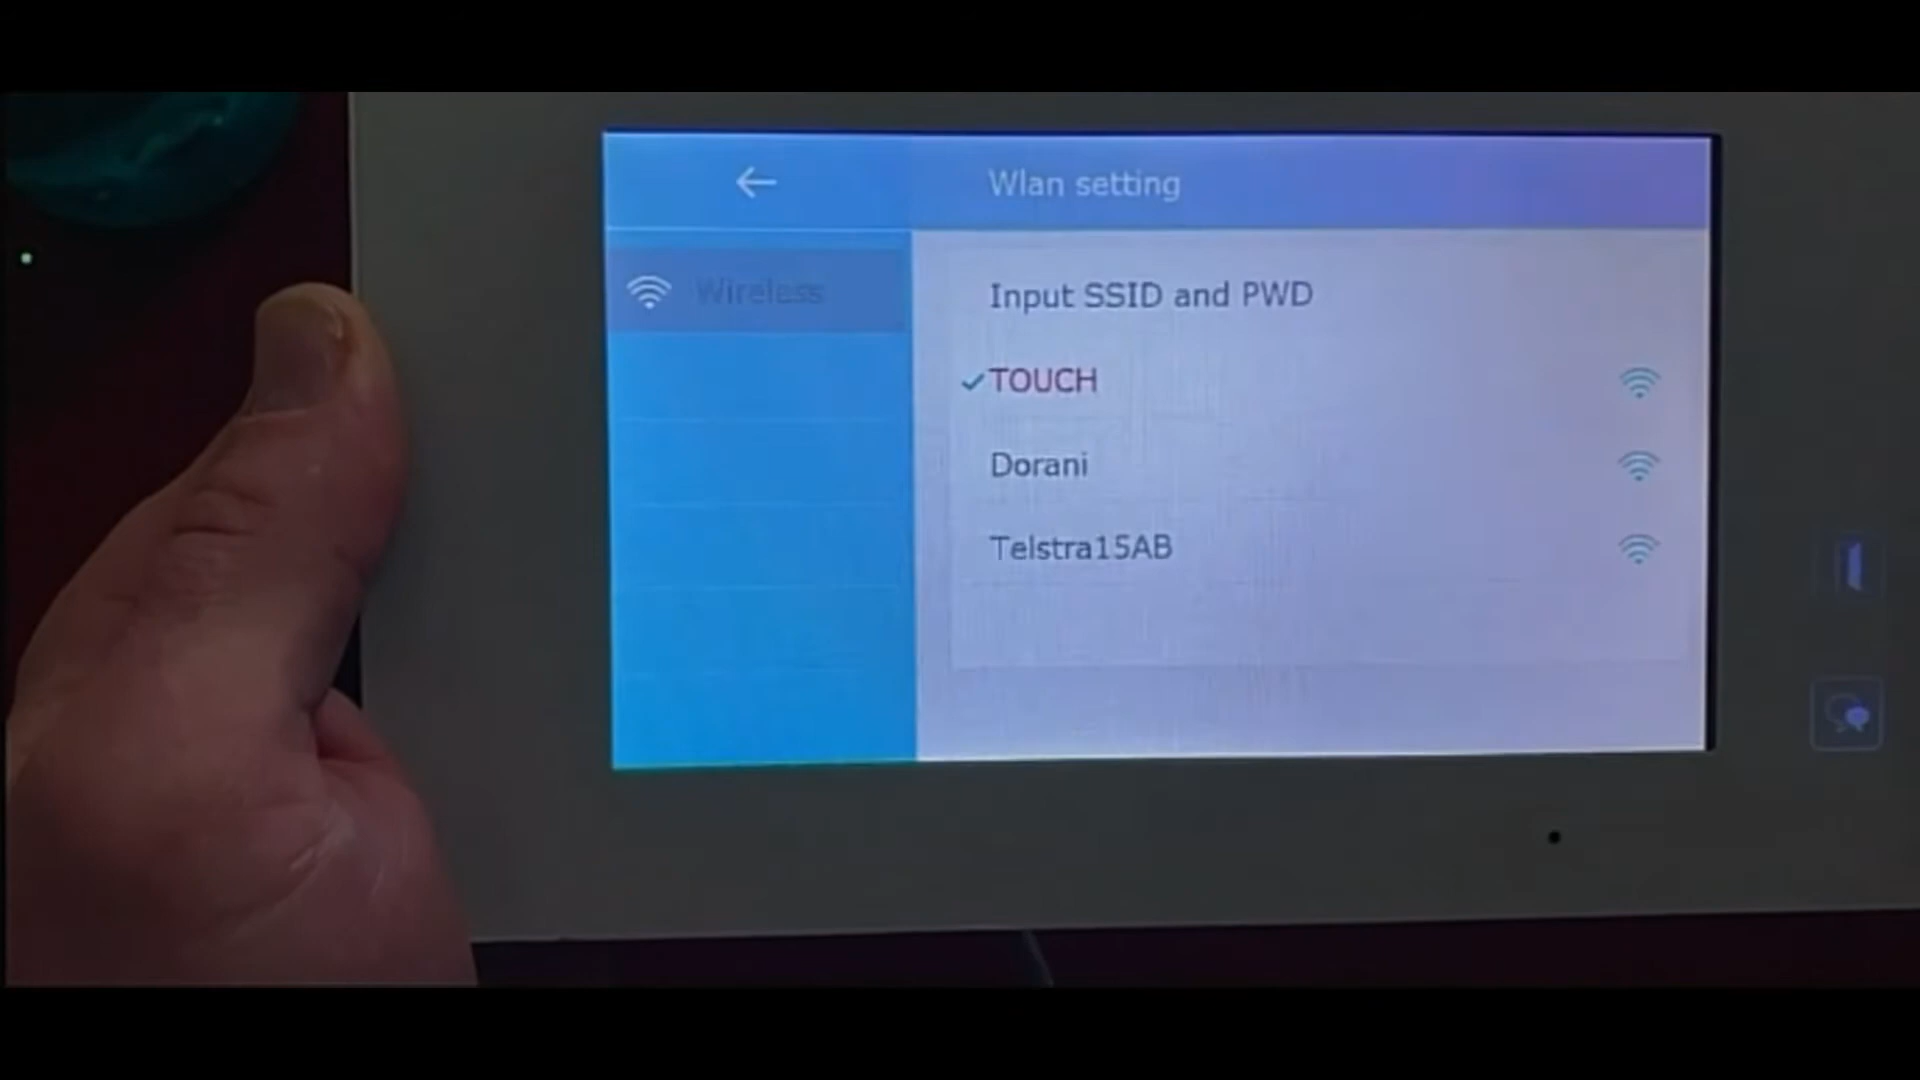 Wlan setting
Wireless
Input SSID and PWD
TOUCH
Dorani
Telstra15AB